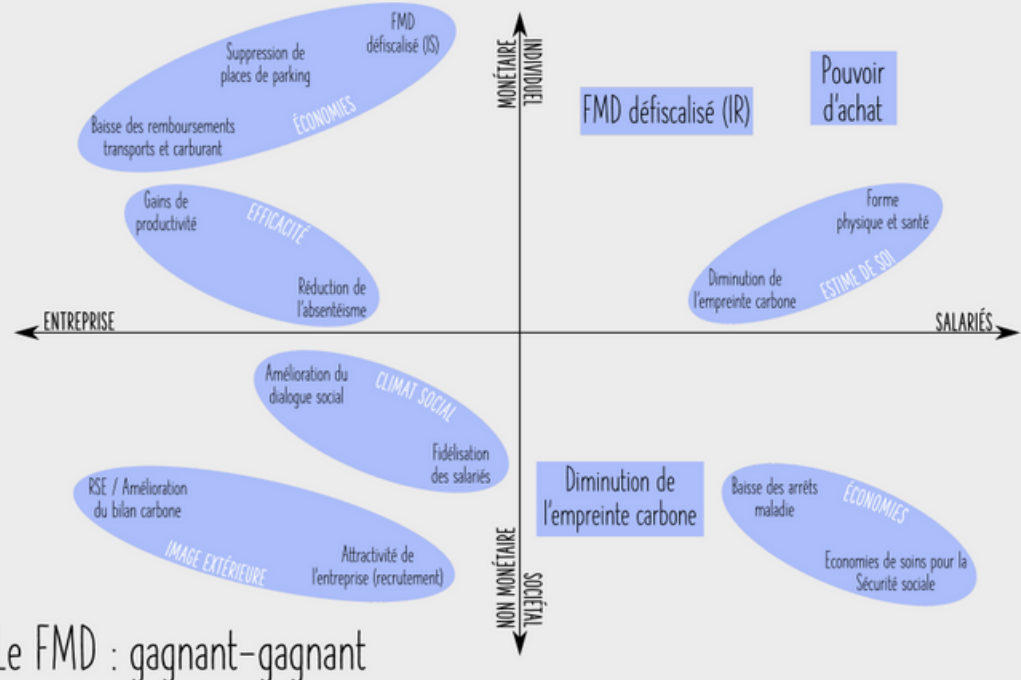 FMD
défiscalisé (IS)
Suppression de
places de parking
Baisse des remboursements
transports et carburant
ÉCONOMIES
Gains de
productivité
EFFICACITÉ
Réduction de
l'absentéisme
MONÉTAIRE
INDIVIDUEL
FMD défiscalisé (IR)
Pouvoir
d'achat
Forme
physique et santé
Diminution de
l'empreinte carbone
ESTIME DE SOI
ENTREPRISE
SALARIÉS
Amélioration du
dialogue social
CLIMAT SOCIAL
Fidélisation
des salariés
RSE / Amélioration
du bilan carbone
IMAGE EXTÉRIEURE
Attractivité de
l'entreprise (recrutement)
NON MONÉTAIRE
SOCIÉTAL
Diminution de
l'empreinte carbone
Baisse des arrêts
maladie
ÉCONOMIES
Economies de soins pour la
Sécurité sociale
Le FMD : gagnant-gagnant